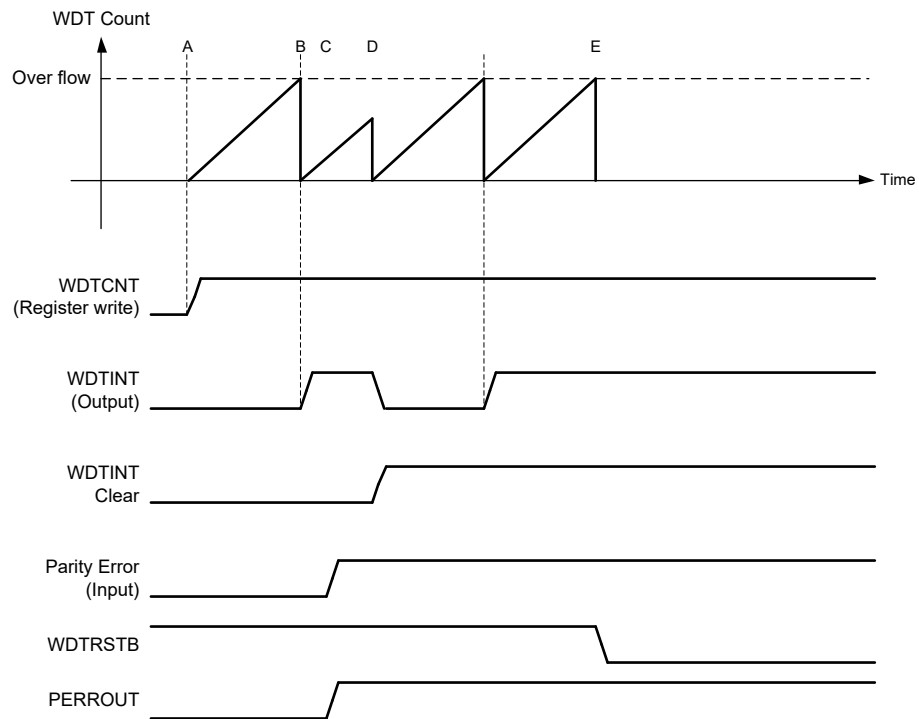 WDT Count
A
B
C
D
E
Over flow
Time
WDTCNT
(Register write)
WDTINT
(Output)
WDTINT
Clear
Parity Error
(Input)
WDTRSTB
PERROUT